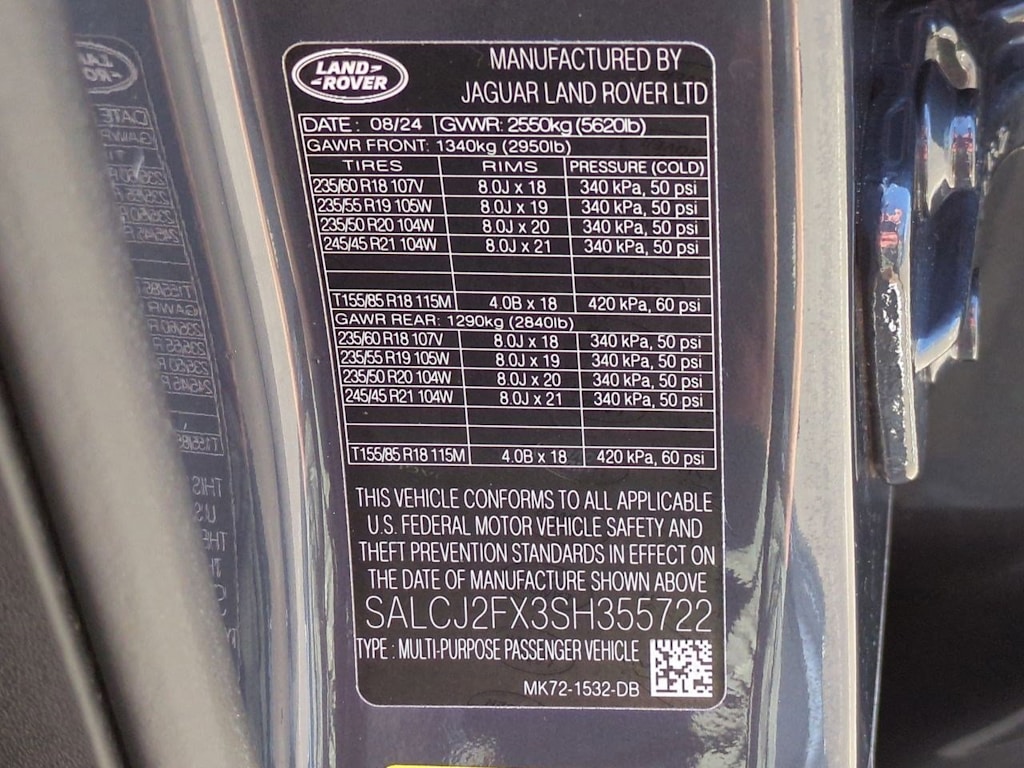 LAND-
-ROVER
MANUFACTURED BY
JAGUAR LAND ROVER LTD
DATE : 08/24 GVWR: 2550kg (5620lb)
GAWR FRONT: 1340kg (2950lb)
TIRES RIMS PRESSURE (COLD)
235/60 R18 107V 8.0J x 18 340 kPa, 50 psi
235/55 R19 105W 8.0J x 19 340 kPa, 50 psi
235/50 R20 104W 8.0J x 20 340 kPa, 50 psi
245/45 R21 104W 8.0J x 21 340 kPa, 50 psi
T155/85 R18 115M 4.0B x 18 420 kPa, 60 psi
GAWR REAR: 1290kg (2840lb)
235/60 R18 107V 8.0J x 18 340 kPa, 50 psi
235/55 R19 105W 8.0J x 19 340 kPa, 50 psi
235/50 R20 104W 8.0J x 20 340 kPa, 50 psi
245/45 R21 104W 8.0J x 21 340 kPa, 50 psi
T155/85 R18 115M 4.0B x 18 420 kPa, 60 psi
THIS VEHICLE CONFORMS TO ALL APPLICABLE
U.S. FEDERAL MOTOR VEHICLE SAFETY AND
THEFT PREVENTION STANDARDS IN EFFECT ON
THE DATE OF MANUFACTURE SHOWN ABOVE
SALCJ2FX3SH355722
TYPE : MULTI-PURPOSE PASSENGER VEHICLE
MK72-1532-DB